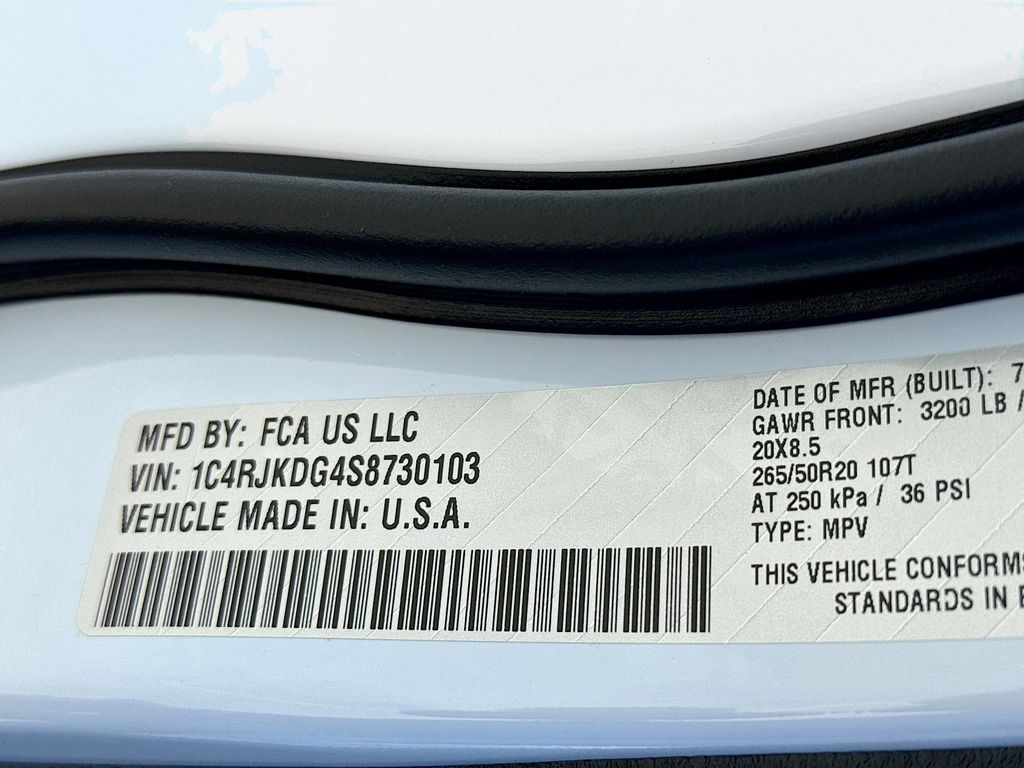 MFD BY: FCA US LLC
VIN: 1C4RJKDG4S8730103
VEHICLE MADE IN: U.S.A.
DATE OF MFR (BUILT): 7
GAWR FRONT: 3200 LB /
20X8.5
265/50R20 107T
AT 250 kPa / 36 PSI
TYPE: MPV
THIS VEHICLE CONFORMS
STANDARDS IN